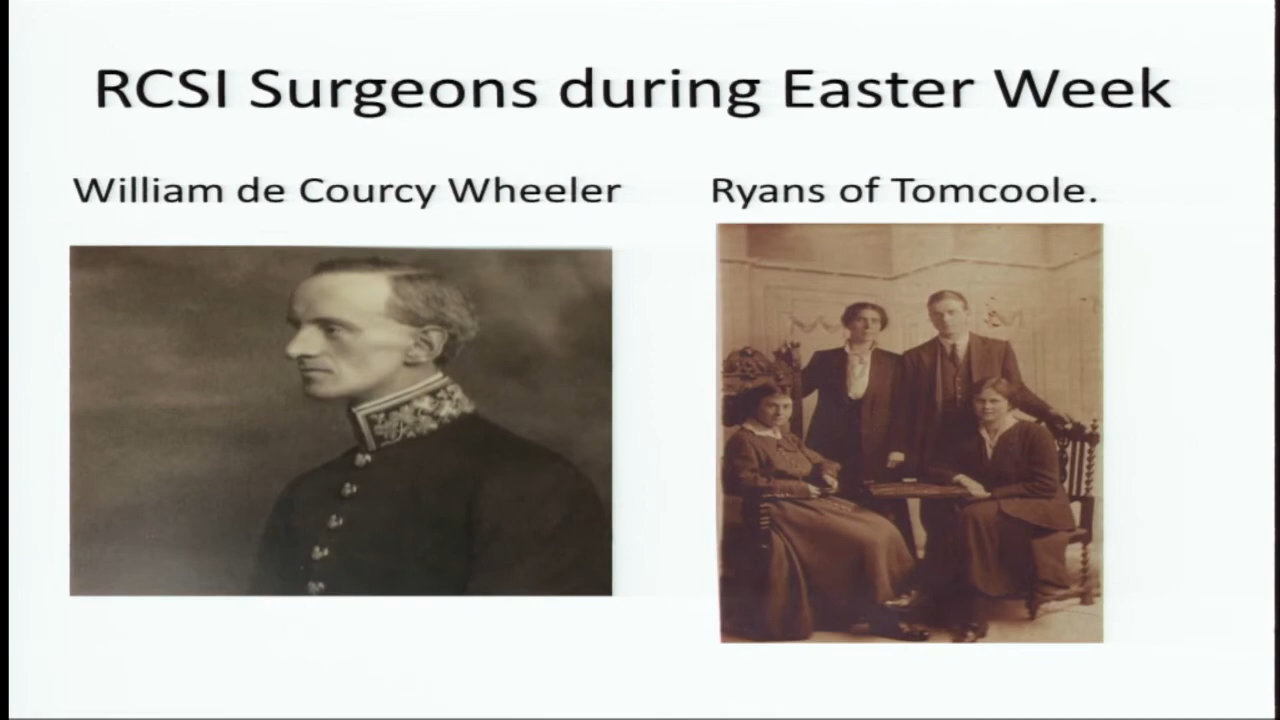 RCSI Surgeons during Easter Week
William de Courcy Wheeler
Ryans of Tomcoole.